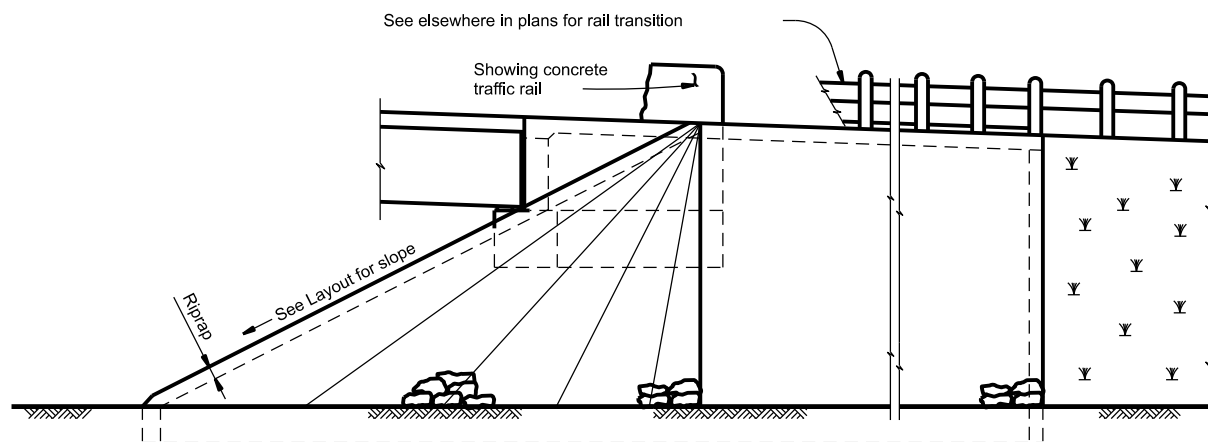 See elsewhere in plans for rail transition
Showing concrete
traffic rail
See Layout for slope
Riprap